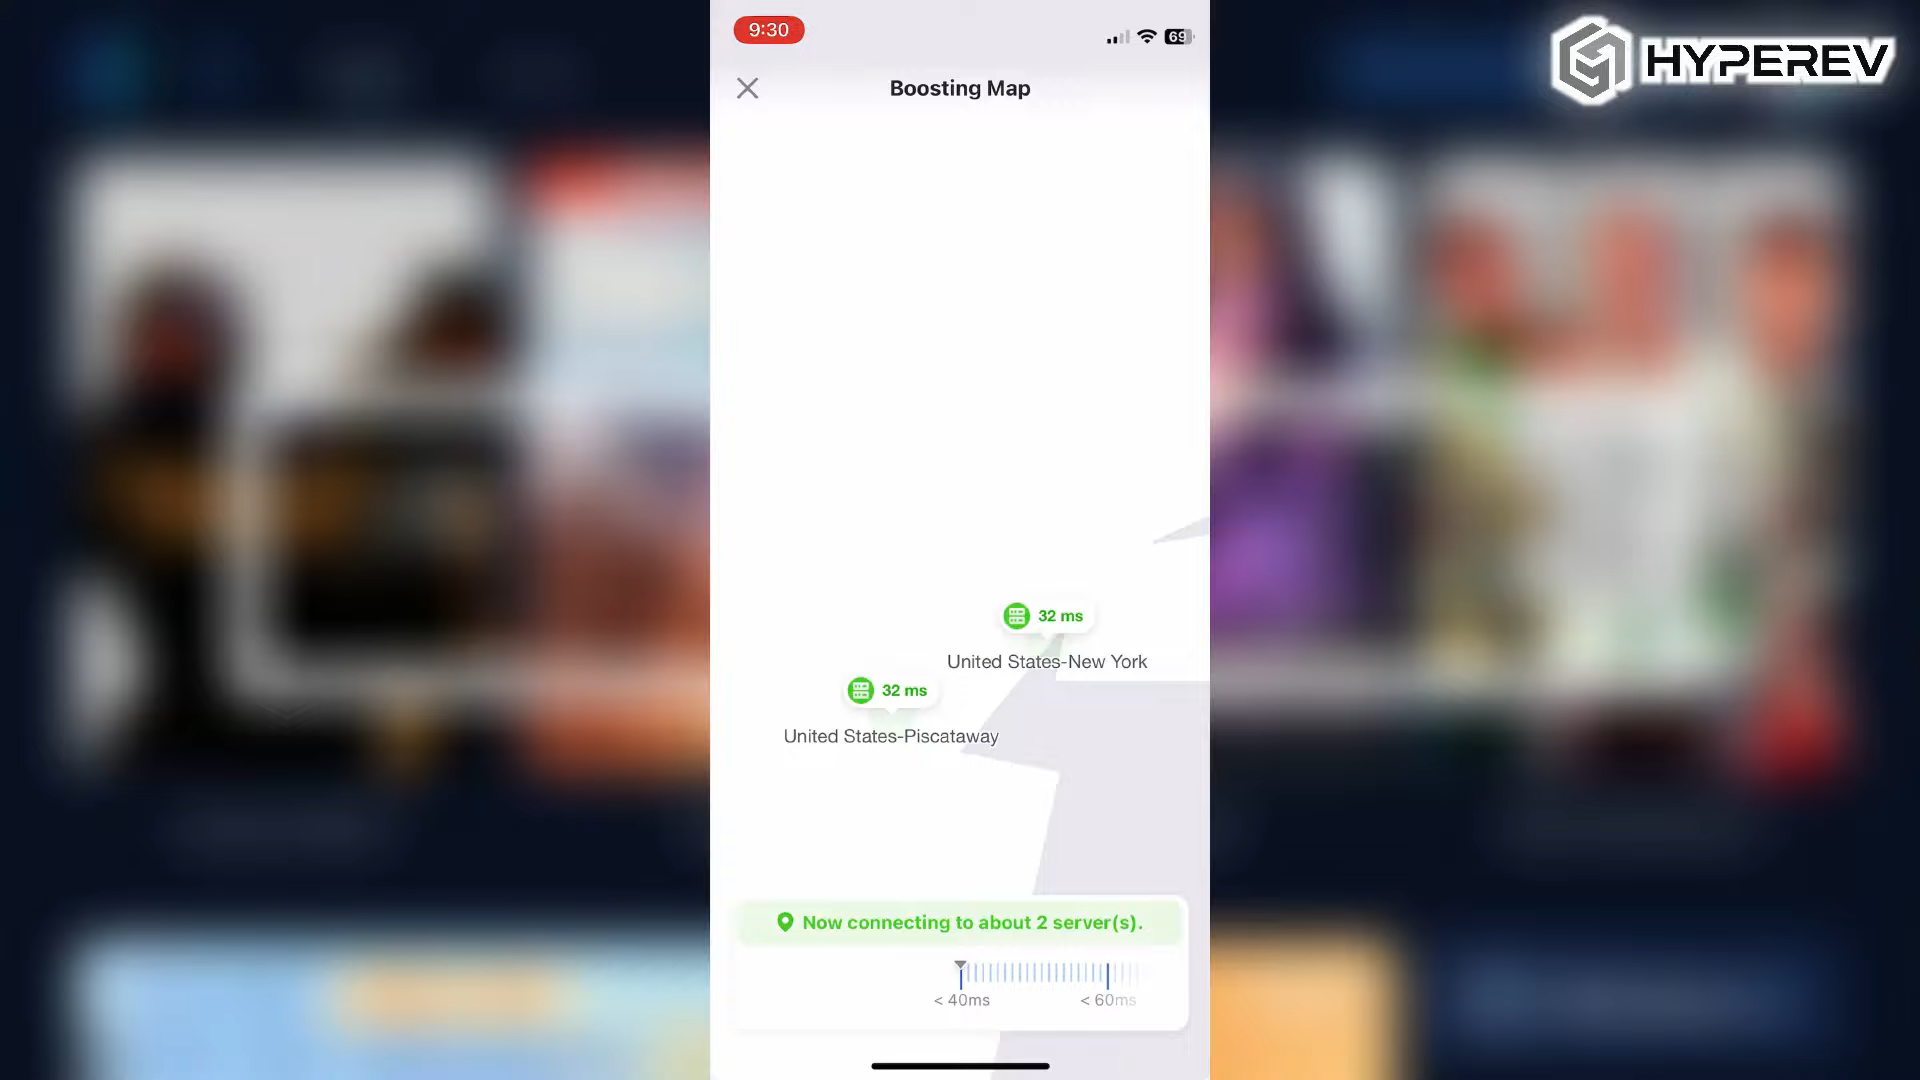 9:30
69
HYPEREV
Boosting Map
32 ms
United States-New York
32 ms
United States-Piscataway
Now connecting to about 2 server(s).
< 40ms
< 60ms